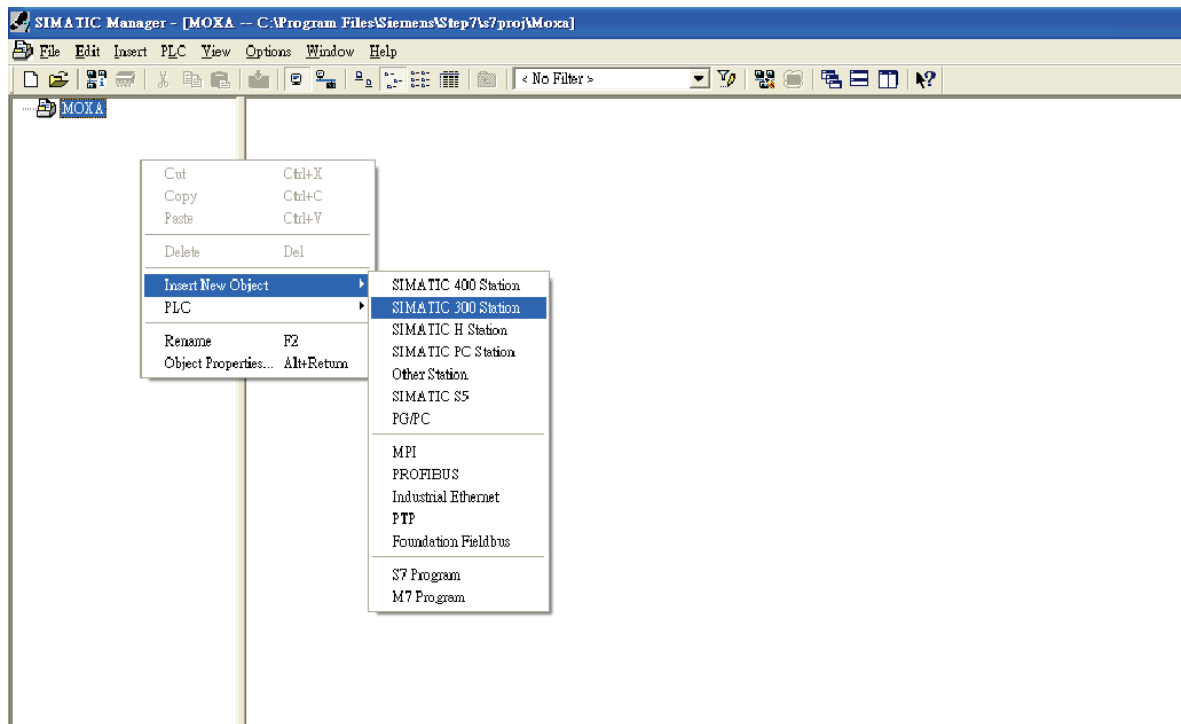 SIMATIC Manager - [MOXA -- C:\Program Files\Siemens\Step7\s7proj\Moxa]
File Edit Insert PLC View Options Window Help
< No Filter >
MOXA
Cut Ctrl+X
Copy Ctrl+C
Paste Ctrl+V
Delete Del
Insert New Object
PLC
Rename F2
Object Properties... Alt+Return
SIMATIC 400 Station
SIMATIC 300 Station
SIMATIC H Station
SIMATIC PC Station
Other Station
SIMATIC S5
PG/PC
MPI
PROFIBUS
Industrial Ethernet
PTP
Foundation Fieldbus
S7 Program
M7 Program